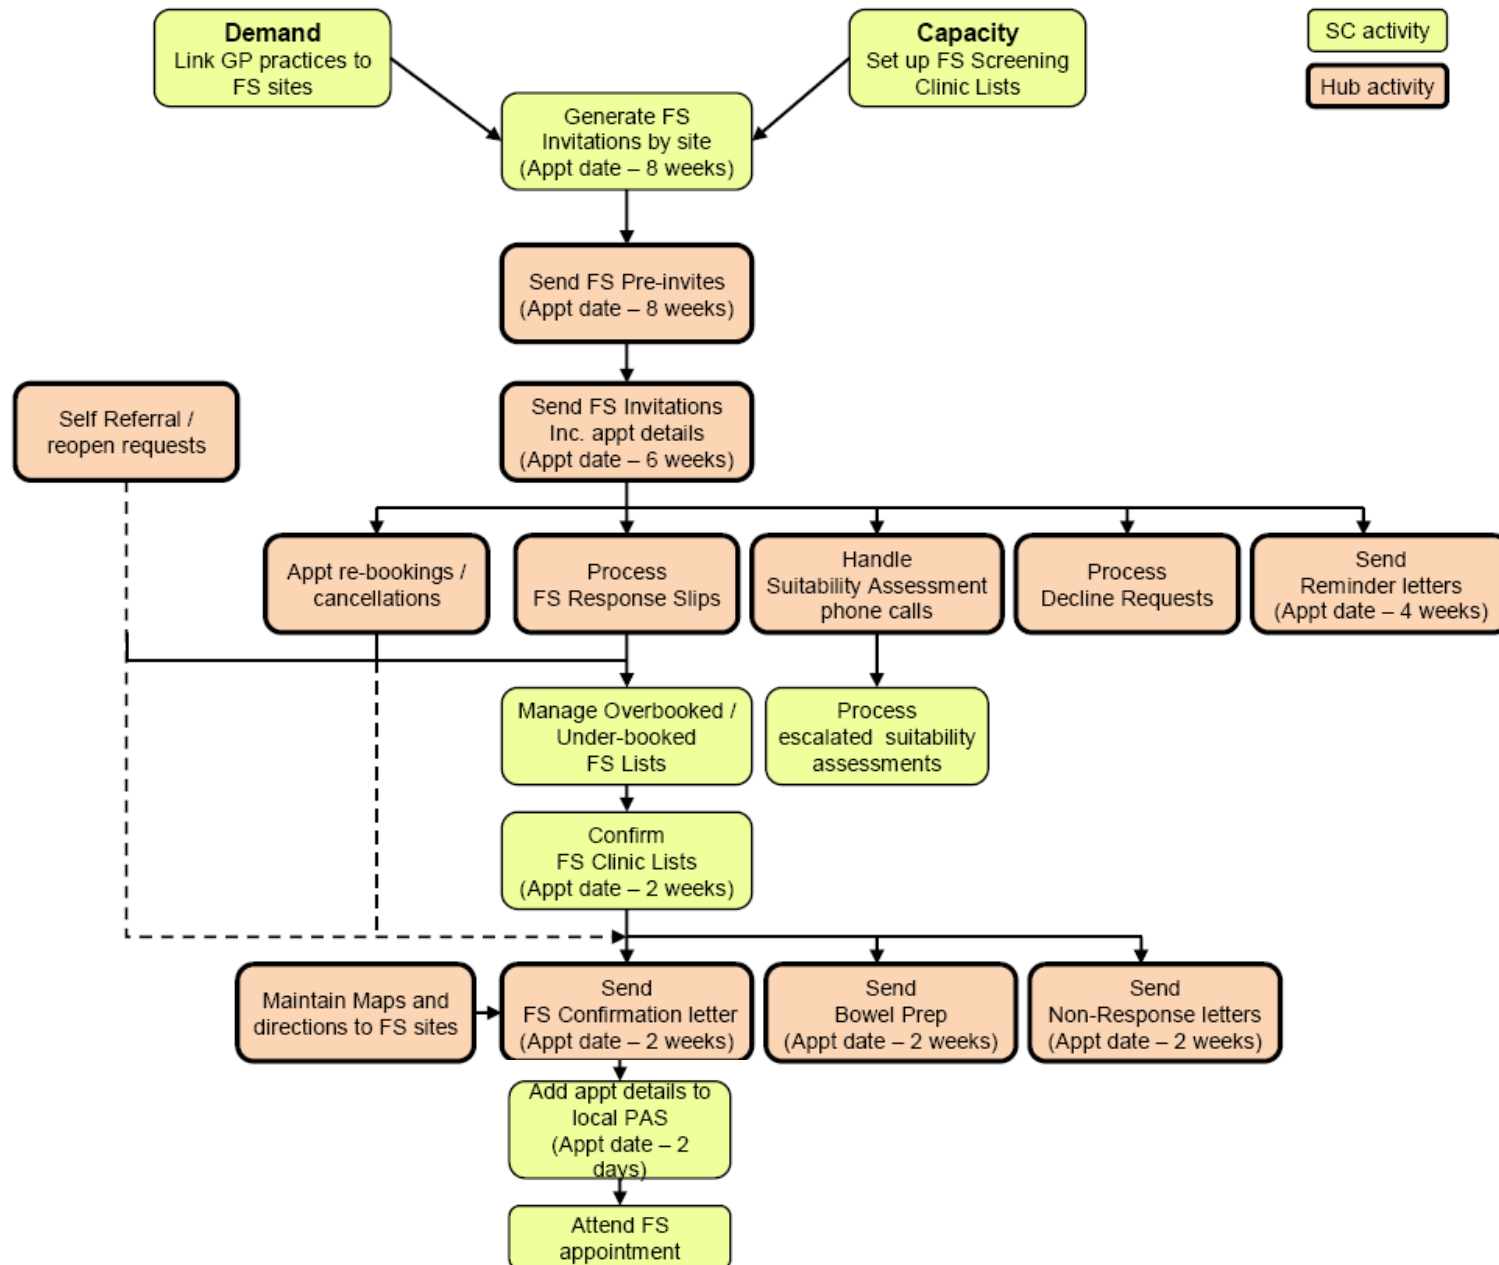 Demand
Link GP practices to
FS sites
Capacity
Set up FS Screening
Clinic Lists
SC activity
Hub activity
Generate FS
Invitations by site
(Appt date – 8 weeks)
Send FS Pre-invites
(Appt date – 8 weeks)
Self Referral /
reopen requests
Send FS Invitations
Inc. appt details
(Appt date – 6 weeks)
Appt re-bookings /
cancellations
Process
FS Response Slips
Handle
Suitability Assessment
phone calls
Process
Decline Requests
Send
Reminder letters
(Appt date – 4 weeks)
Manage Overbooked /
Under-booked
FS Lists
Process
escalated suitability
assessments
Confirm
FS Clinic Lists
(Appt date – 2 weeks)
Maintain Maps and
directions to FS sites
Send
FS Confirmation letter
(Appt date – 2 weeks)
Send
Bowel Prep
(Appt date – 2 weeks)
Send
Non-Response letters
(Appt date – 2 weeks)
Add appt details to
local PAS
(Appt date – 2
days)
Attend FS
appointment